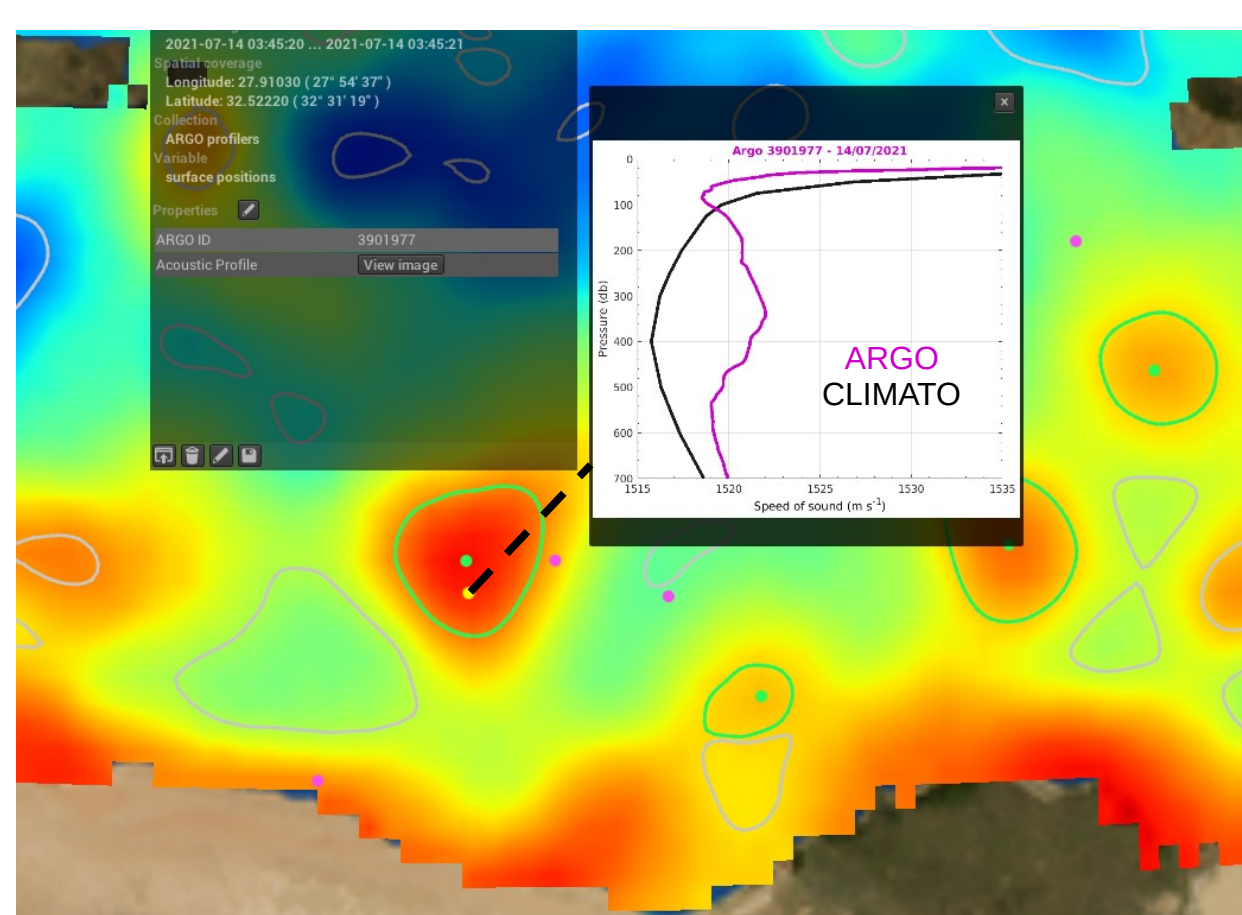 2021-07-14 03:45:20 ... 2021-07-14 03:45:21
Spatial coverage
Longitude: 27.91030 ( 27° 54' 37" )
Latitude: 32.52220 ( 32° 31' 19" )
Collection
ARGO profilers
Variable
surface positions
Properties
ARGO ID 3901977
Acoustic Profile View image
Argo 3901977 - 14/07/2021
0
100
200
300
400
500
600
700
Pressure (db)
ARGO
CLIMATO
1515 1520 1525 1530 1535
Speed of sound (m s⁻¹)